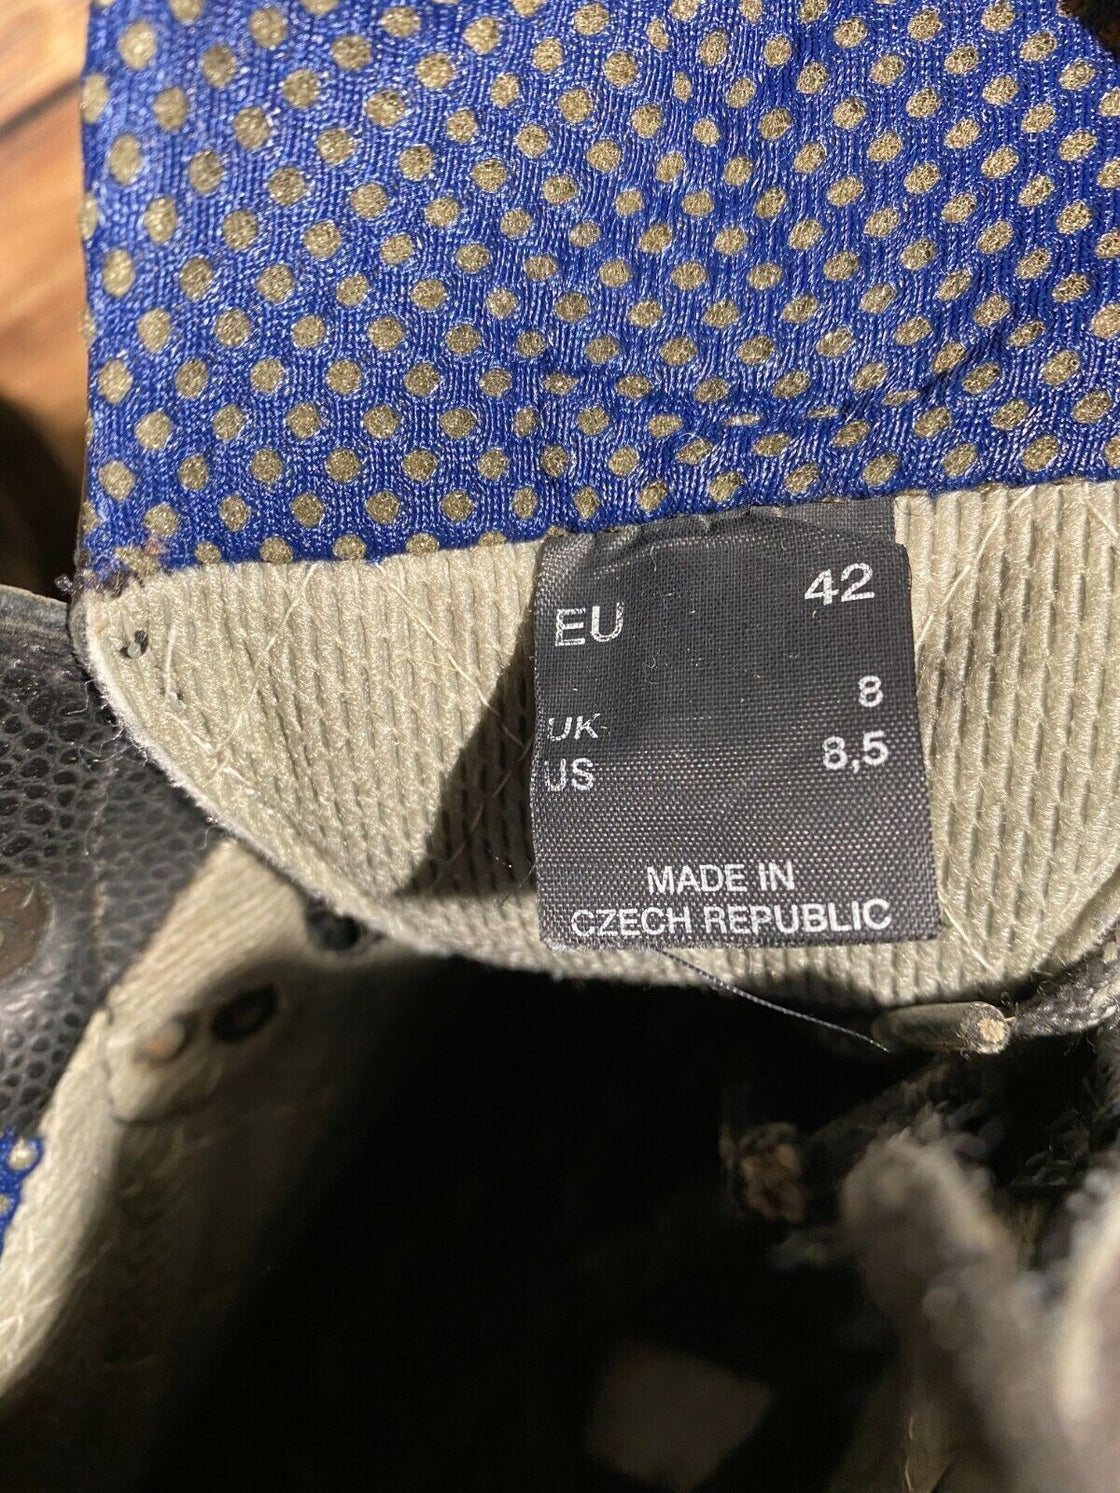 EU 42
UK 8
US 8,5
MADE IN
CZECH REPUBLIC